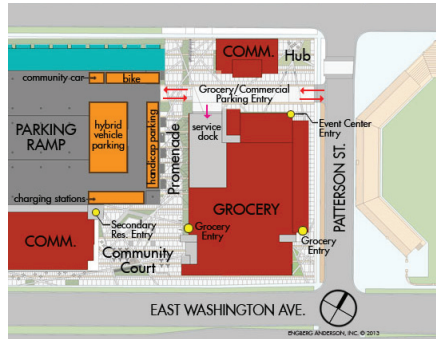 COMM.
Hub
community car
bike
Grocery/Commercial
Parking Entry
PARKING
RAMP
hybrid
vehicle
parking
handicap parking
Promenade
service
dock
Event Center
Entry
PATTERSON ST.
charging stations
GROCERY
Secondary
Res. Entry
Grocery
Entry
Grocery
Entry
COMM.
Community
Court
EAST WASHINGTON AVE.
ENGBERG ANDERSON, INC. © 2013